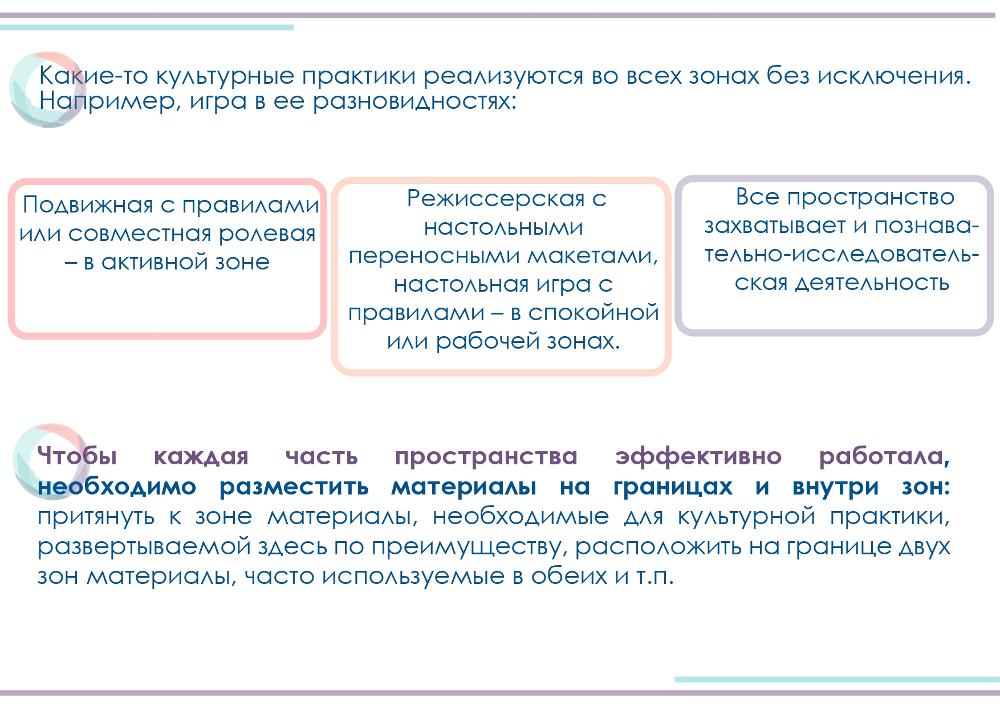 Какие-то культурные практики реализуются во всех зонах без исключения.
Например, игра в ее разновидностях:
Подвижная с правилами
или совместная ролевая
– в активной зоне
Режиссерская с
настольными
переносными макетами,
настольная игра с
правилами – в спокойной
или рабочей зонах.
Все пространство
захватывает и познава-
тельно-исследователь-
ская деятельность
Чтобы каждая часть пространства эффективно работала,
необходимо разместить материалы на границах и внутри зон:
притянуть к зоне материалы, необходимые для культурной практики,
развертываемой здесь по преимуществу, расположить на границе двух
зон материалы, часто используемые в обеих и т.п.